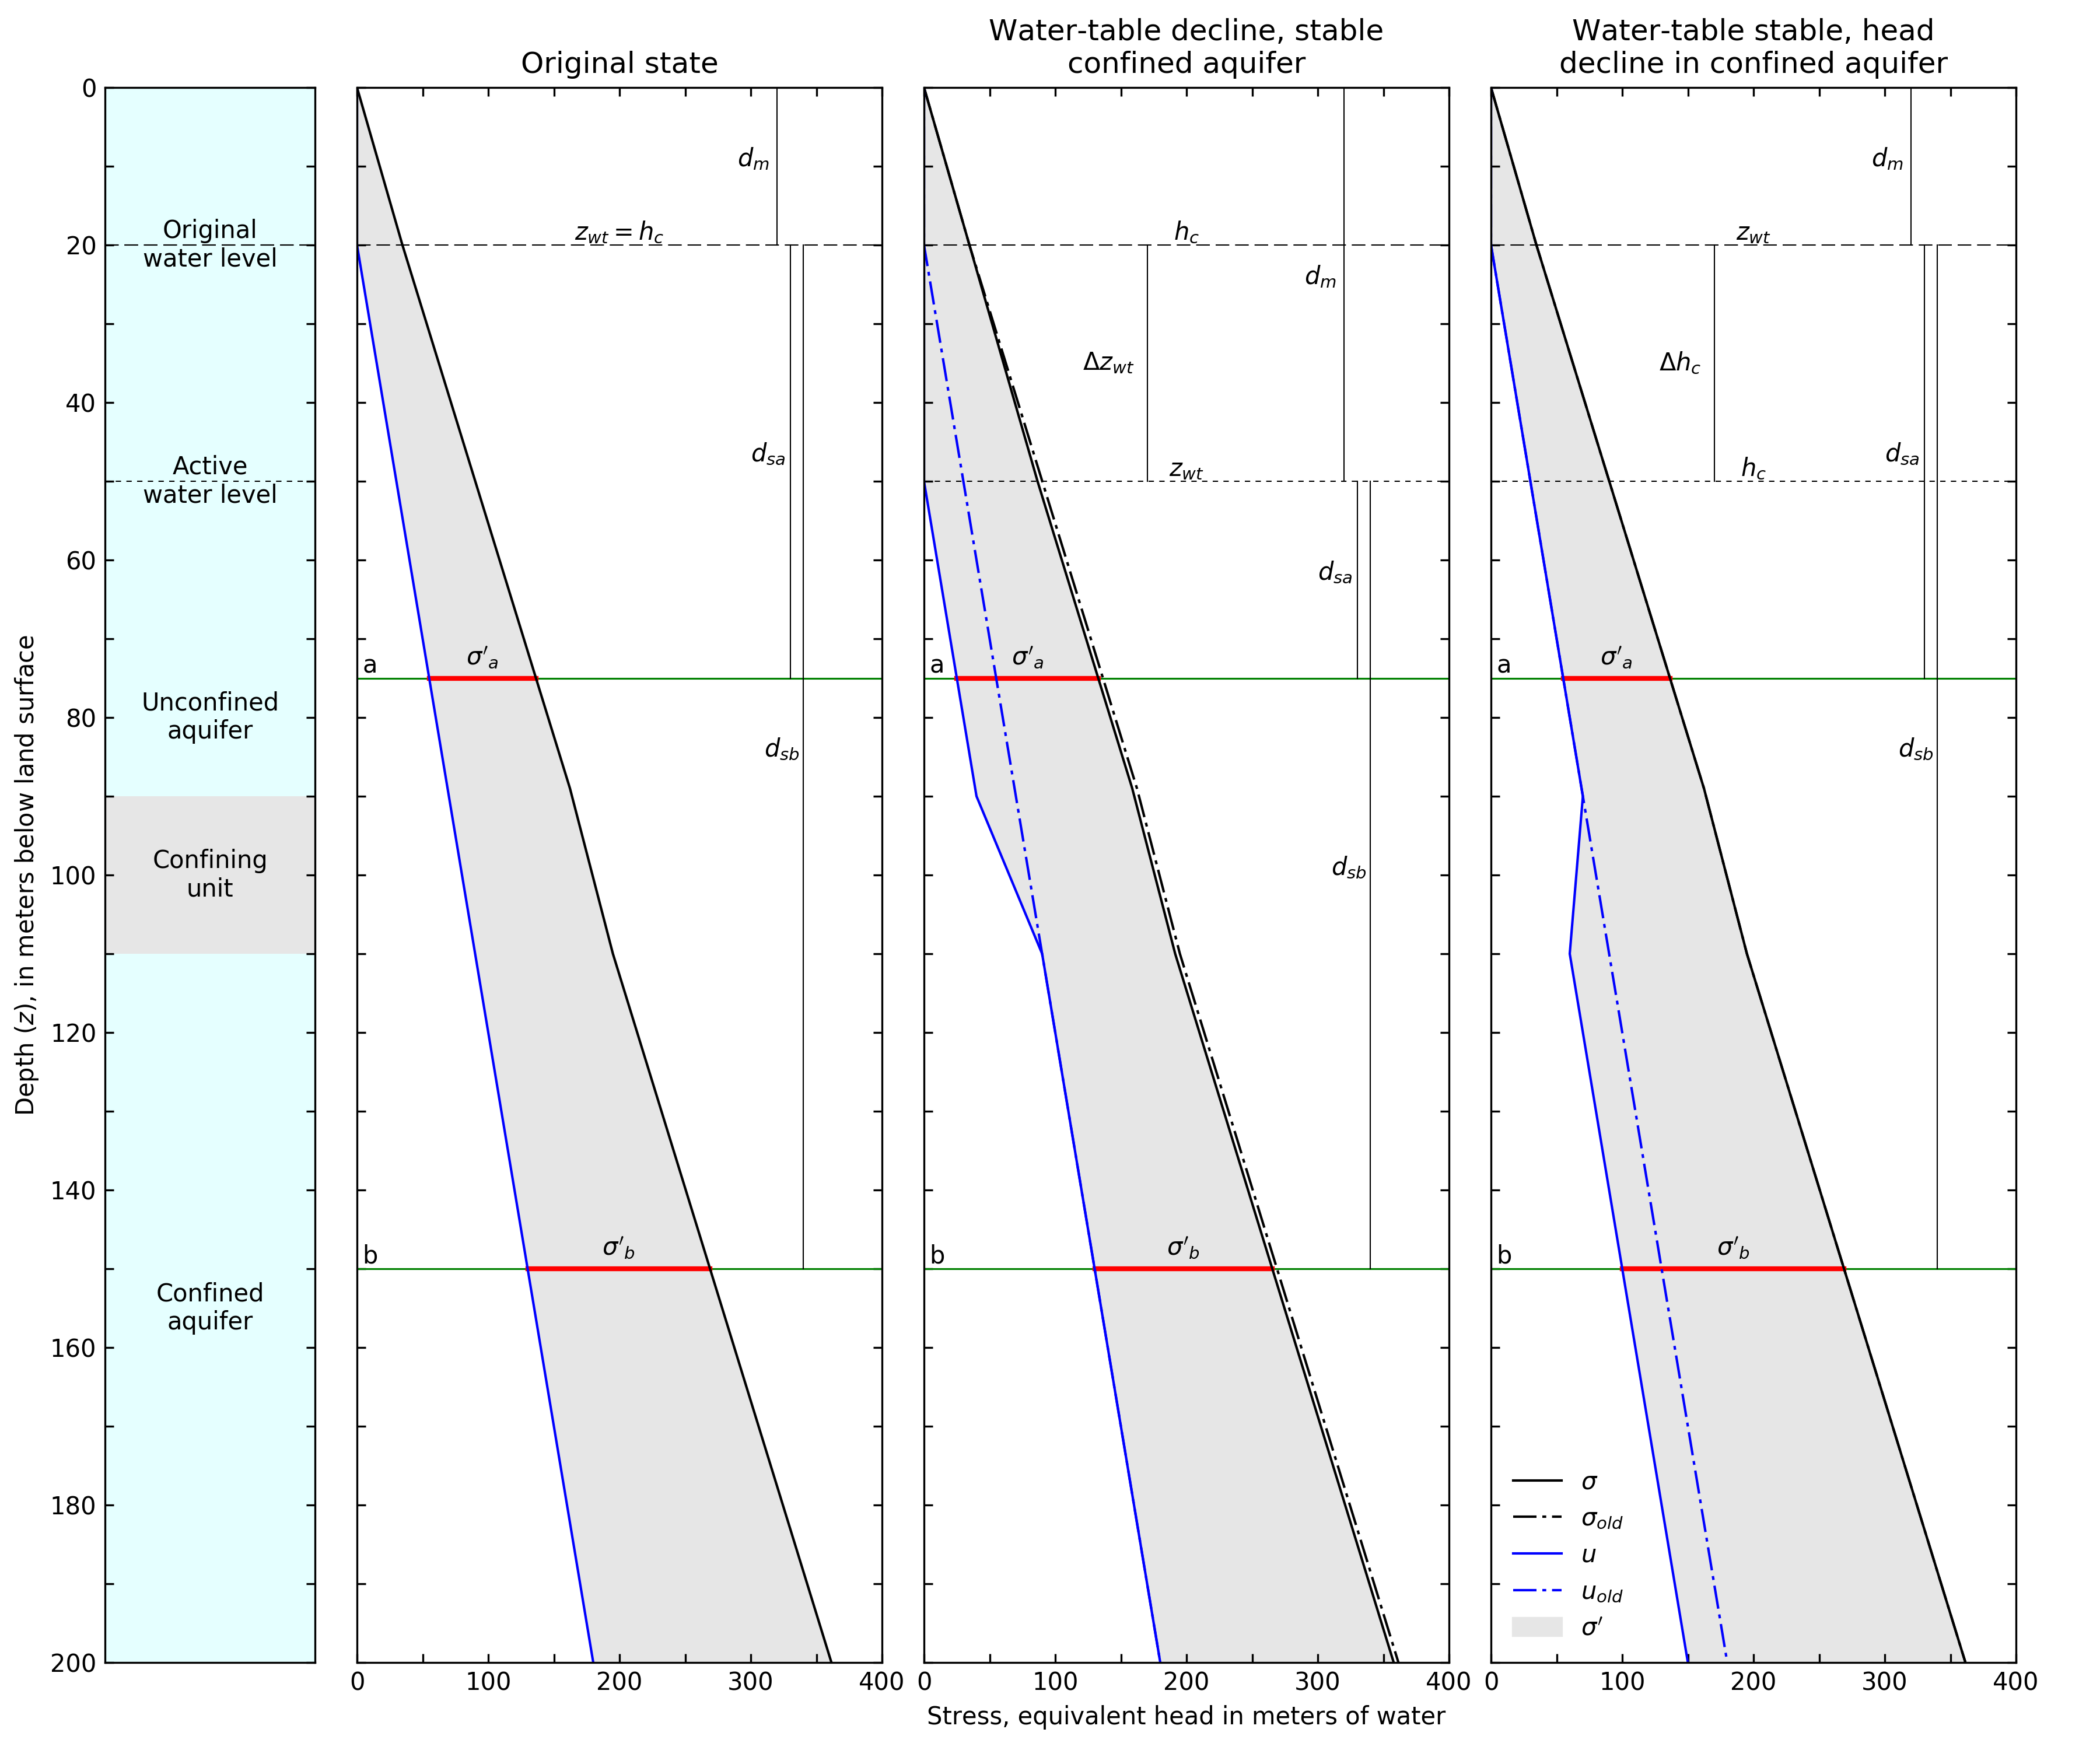 Original state
Water-table decline, stable
confined aquifer
Water-table stable, head
decline in confined aquifer
Depth (z), in meters below land surface
0
20
40
60
80
100
120
140
160
180
200
Original
water level
Active
water level
Unconfined
aquifer
Confining
unit
Confined
aquifer
d_m
z_wt = h_c
d_sa
a
σ'_a
d_sb
b
σ'_b
0 100 200 300 400
h_c
d_m
Δz_wt
z_wt
d_sa
a
σ'_a
d_sb
b
σ'_b
0 100 200 300 400
d_m
z_wt
Δh_c
d_sa
h_c
a
σ'_a
d_sb
b
σ'_b
σ
σ_old
u
u_old
σ'
0 100 200 300 400
Stress, equivalent head in meters of water